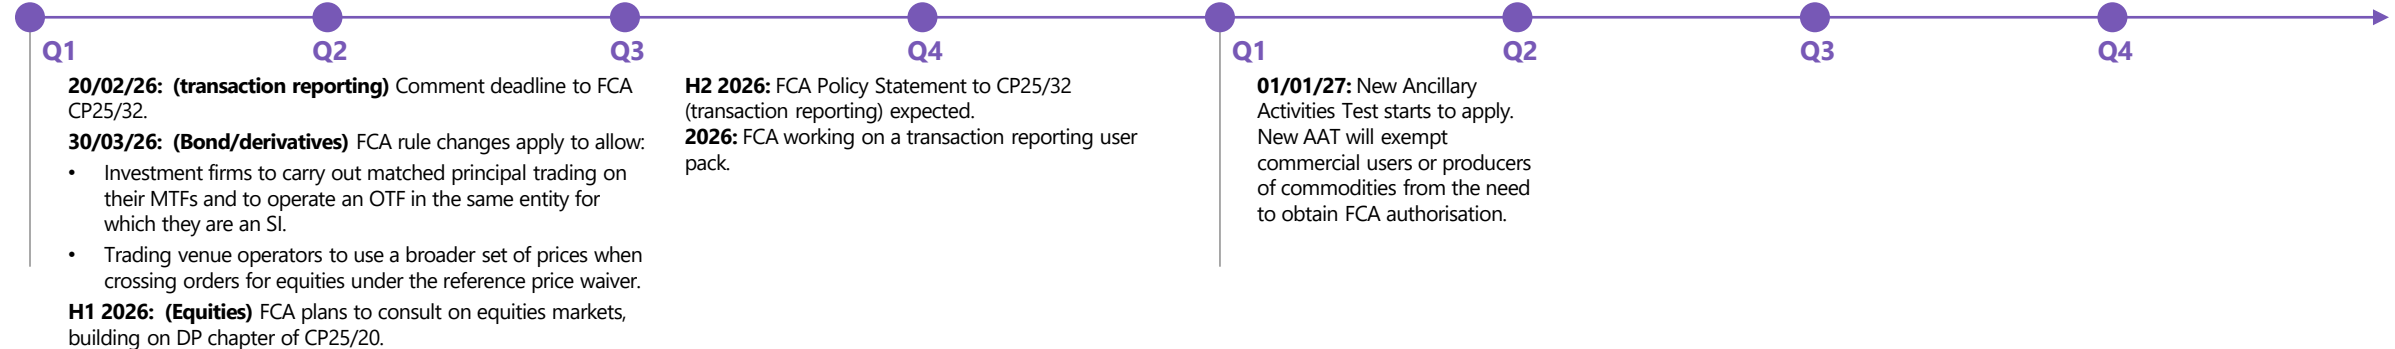 Q1 Q2 Q3 Q4 Q1 Q2 Q3 Q4
20/02/26: (transaction reporting) Comment deadline to FCA
CP25/32.
30/03/26: (Bond/derivatives) FCA rule changes apply to allow:
• Investment firms to carry out matched principal trading on
their MTFs and to operate an OTF in the same entity for
which they are an SI.
• Trading venue operators to use a broader set of prices when
crossing orders for equities under the reference price waiver.
H1 2026: (Equities) FCA plans to consult on equities markets,
building on DP chapter of CP25/20.
H2 2026: FCA Policy Statement to CP25/32
(transaction reporting) expected.
2026: FCA working on a transaction reporting user
pack.
01/01/27: New Ancillary
Activities Test starts to apply.
New AAT will exempt
commercial users or producers
of commodities from the need
to obtain FCA authorisation.